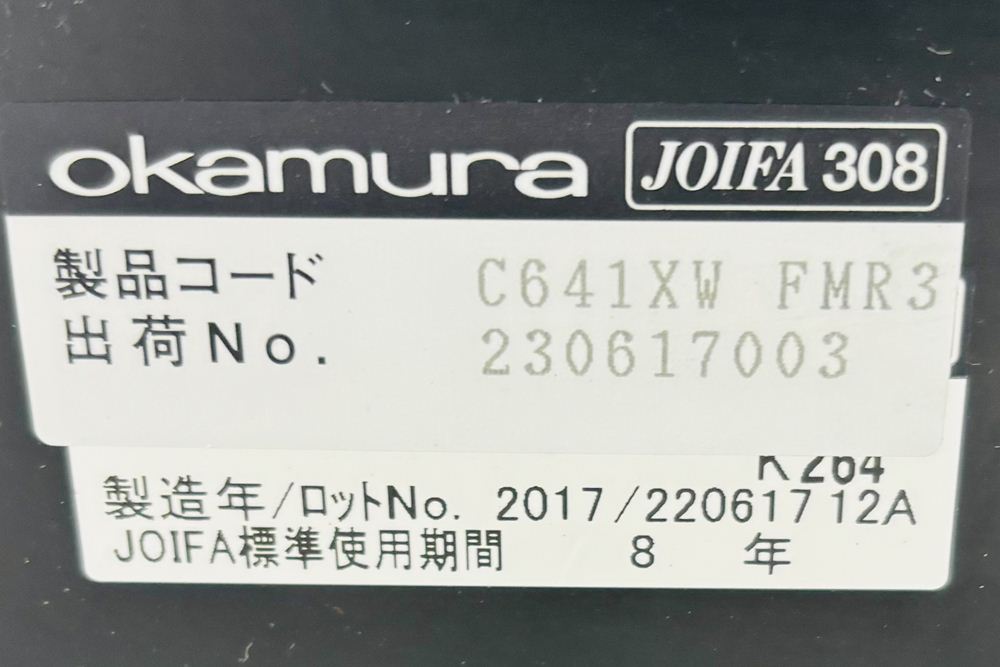 okamura JOIFA 308
製品コード C641XW FMR3
出荷No. 230617003
K264
製造年/ロットNo. 2017/22061712A
JOIFA標準使用期間 8 年